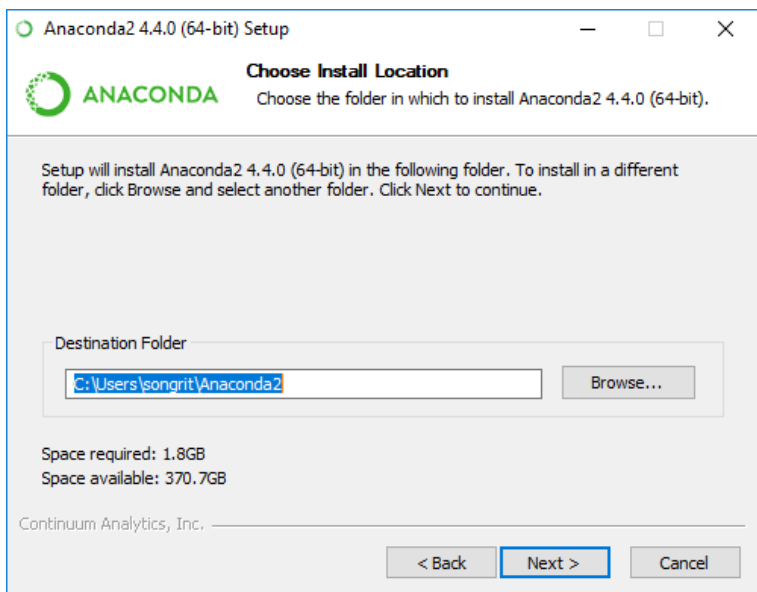 Anaconda2 4.4.0 (64-bit) Setup
ANACONDA
Choose Install Location
Choose the folder in which to install Anaconda2 4.4.0 (64-bit).
Setup will install Anaconda2 4.4.0 (64-bit) in the following folder. To install in a different
folder, click Browse and select another folder. Click Next to continue.
Destination Folder
C:\Users\songrit\Anaconda2
Browse...
Space required: 1.8GB
Space available: 370.7GB
Continuum Analytics, Inc.
< Back
Next >
Cancel